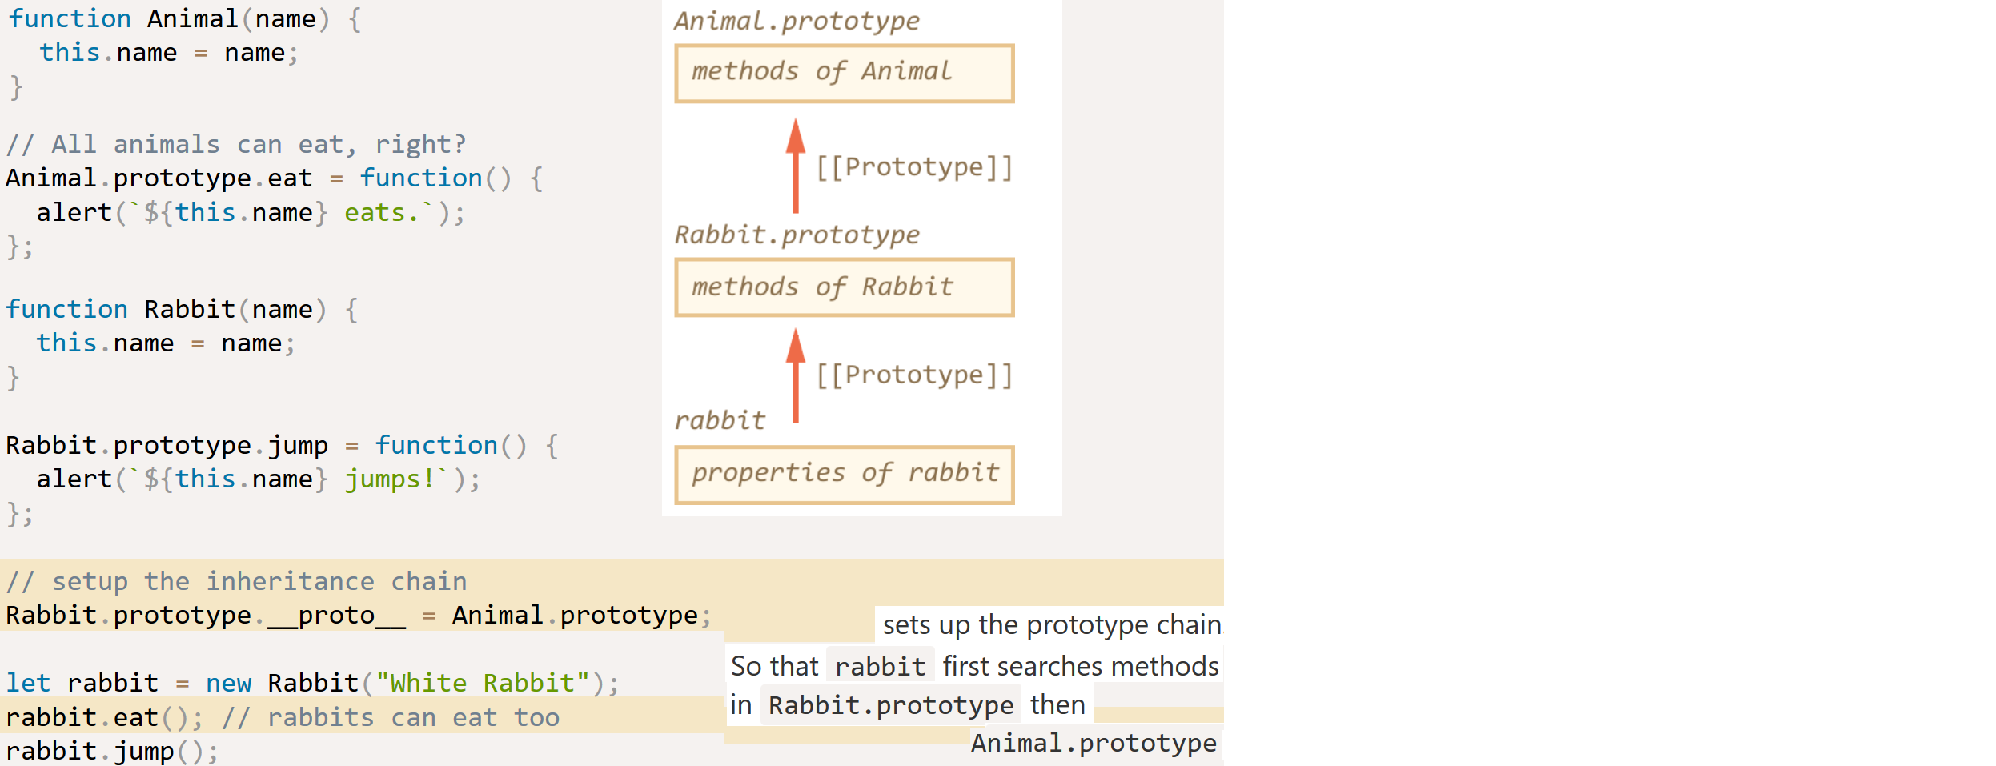 function Animal(name) {
  this.name = name;
}
// All animals can eat, right?
Animal.prototype.eat = function() {
  alert(`${this.name} eats.`);
};
function Rabbit(name) {
  this.name = name;
}
Rabbit.prototype.jump = function() {
  alert(`${this.name} jumps!`);
};
// setup the inheritance chain
Rabbit.prototype.__proto__ = Animal.prototype;
let rabbit = new Rabbit("White Rabbit");
rabbit.eat(); // rabbits can eat too
rabbit.jump();
Animal.prototype
methods of Animal
[[Prototype]]
Rabbit.prototype
methods of Rabbit
[[Prototype]]
rabbit
properties of rabbit
sets up the prototype chain.
So that rabbit first searches methods
in Rabbit.prototype then
Animal.prototype